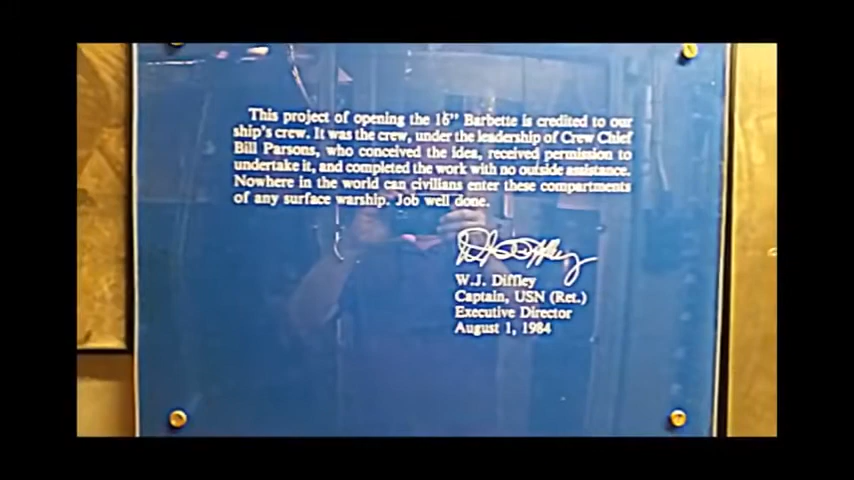 This project of opening the 16" Barbette is credited to our
ship's crew. It was the crew, under the leadership of Crew Chief
Bill Parsons, who conceived the idea, received permission to
undertake it, and completed the work with no outside assistance.
Nowhere in the world can civilians enter these compartments
of any surface warship. Job well done.
W.J. Diffley
Captain, USN (Ret.)
Executive Director
August 1, 1984